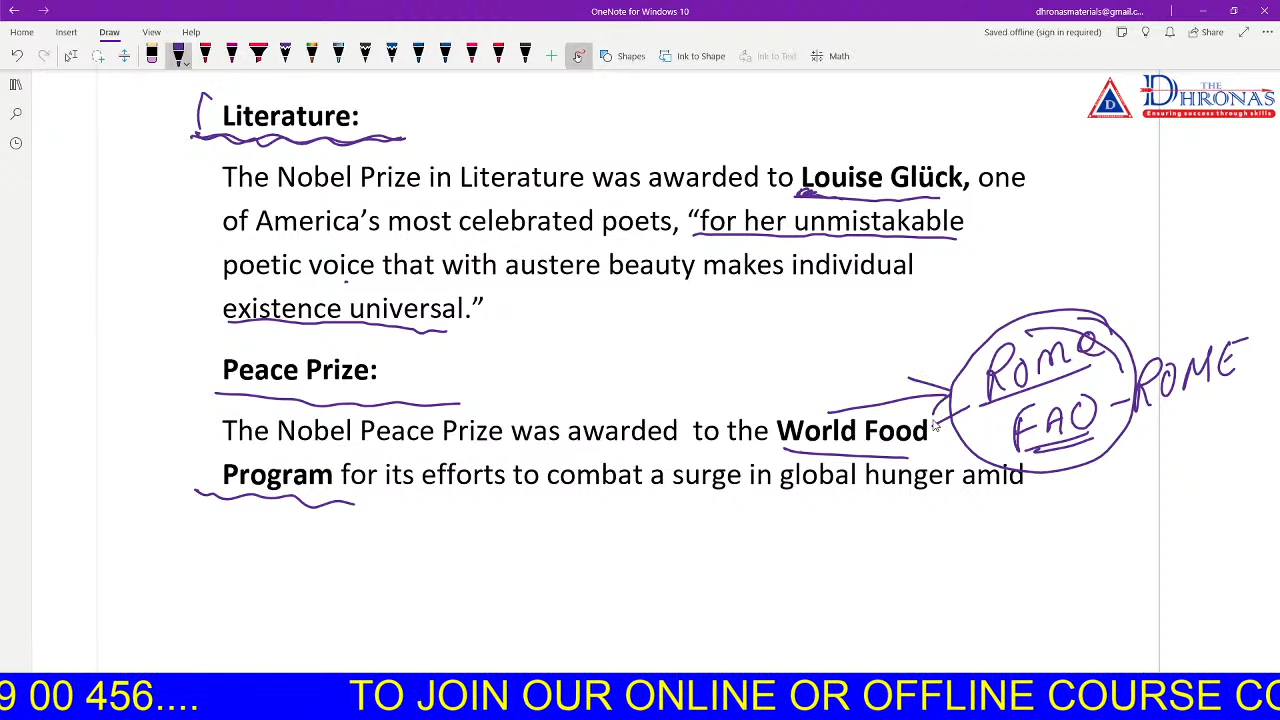 OneNote for Windows 10
dhronasmaterials@gmail.c...
Home Insert Draw View Help
Saved offline (sign in required)
Share
Shapes
Ink to Shape
Ink to Text
Math
THE
DHRONAS
Ensuring success through skills
D
Literature:
The Nobel Prize in Literature was awarded to Louise Glück, one
of America’s most celebrated poets, “for her unmistakable
poetic voice that with austere beauty makes individual
existence universal.”
Peace Prize:
Rome
FAO - ROME
The Nobel Peace Prize was awarded to the World Food
Program for its efforts to combat a surge in global hunger amid
9 00 456.... TO JOIN OUR ONLINE OR OFFLINE COURSE CO